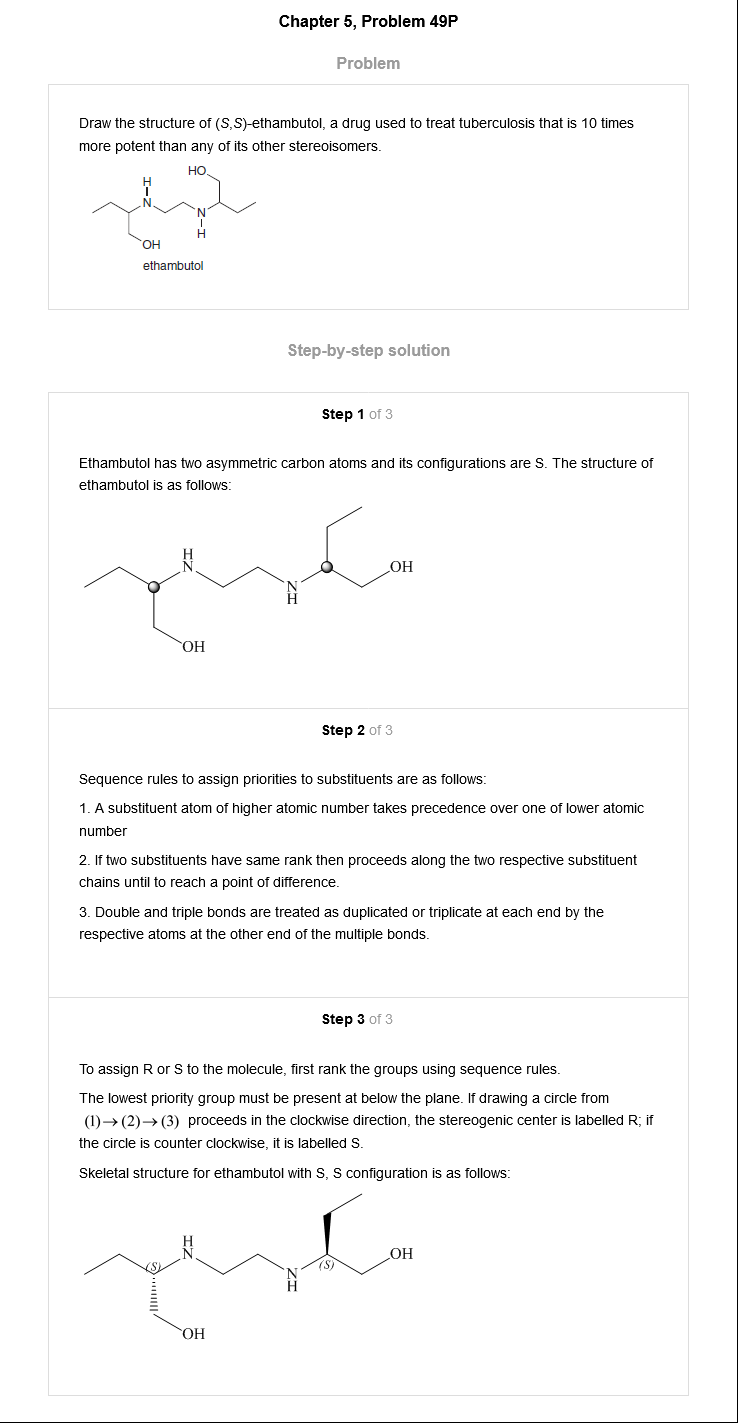 Chapter 5, Problem 49P
Problem
Draw the structure of (S,S)-ethambutol, a drug used to treat tuberculosis that is 10 times
more potent than any of its other stereoisomers.
HO
H
N
N
H
OH
ethambutol
Step-by-step solution
Step 1 of 3
Ethambutol has two asymmetric carbon atoms and its configurations are S. The structure of
ethambutol is as follows:
H
N
OH
N
H
OH
Step 2 of 3
Sequence rules to assign priorities to substituents are as follows:
1. A substituent atom of higher atomic number takes precedence over one of lower atomic
number
2. If two substituents have same rank then proceeds along the two respective substituent
chains until to reach a point of difference.
3. Double and triple bonds are treated as duplicated or triplicate at each end by the
respective atoms at the other end of the multiple bonds.
Step 3 of 3
To assign R or S to the molecule, first rank the groups using sequence rules.
The lowest priority group must be present at below the plane. If drawing a circle from
(1)→(2)→(3) proceeds in the clockwise direction, the stereogenic center is labelled R; if
the circle is counter clockwise, it is labelled S.
Skeletal structure for ethambutol with S, S configuration is as follows:
H
N
OH
(S)
(S)
N
H
OH